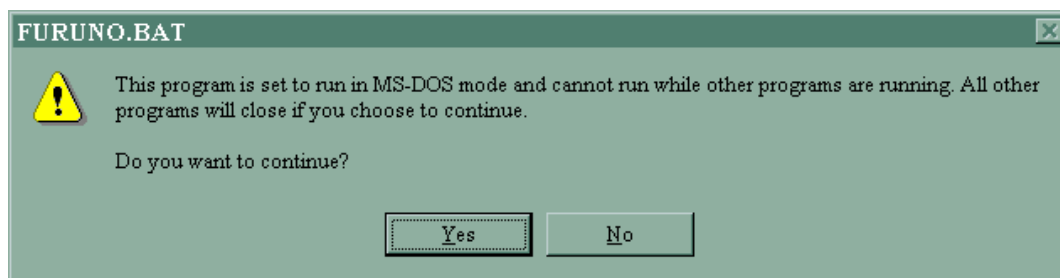 FURUNO.BAT
This program is set to run in MS-DOS mode and cannot run while other programs are running. All other
programs will close if you choose to continue.
Do you want to continue?
Yes
No